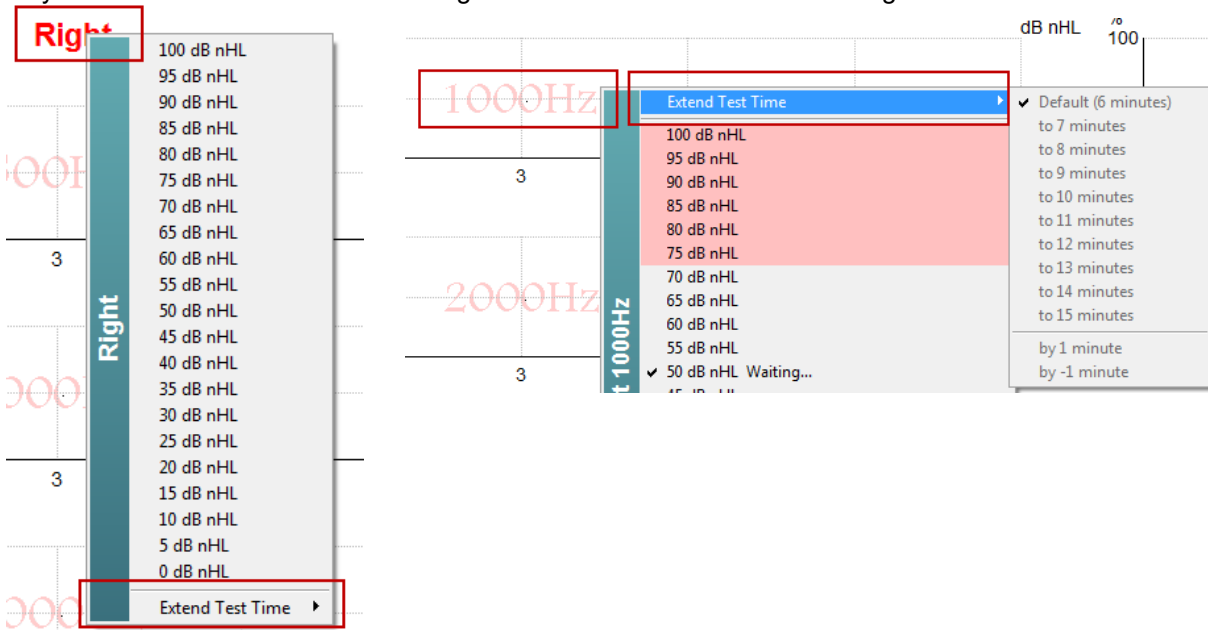 Right
100 dB nHL
95 dB nHL
90 dB nHL
85 dB nHL
80 dB nHL
75 dB nHL
70 dB nHL
65 dB nHL
3
60 dB nHL
55 dB nHL
50 dB nHL
Right
45 dB nHL
40 dB nHL
35 dB nHL
30 dB nHL
25 dB nHL
20 dB nHL
3
15 dB nHL
10 dB nHL
5 dB nHL
0 dB nHL
Extend Test Time
dB nHL
%
100
1000Hz
Extend Test Time
100 dB nHL
95 dB nHL
3
90 dB nHL
85 dB nHL
80 dB nHL
75 dB nHL
70 dB nHL
2000Hz
65 dB nHL
60 dB nHL
55 dB nHL
3
50 dB nHL Waiting...
1000Hz
Default (6 minutes)
to 7 minutes
to 8 minutes
to 9 minutes
to 10 minutes
to 11 minutes
to 12 minutes
to 13 minutes
to 14 minutes
to 15 minutes
by 1 minute
by -1 minute